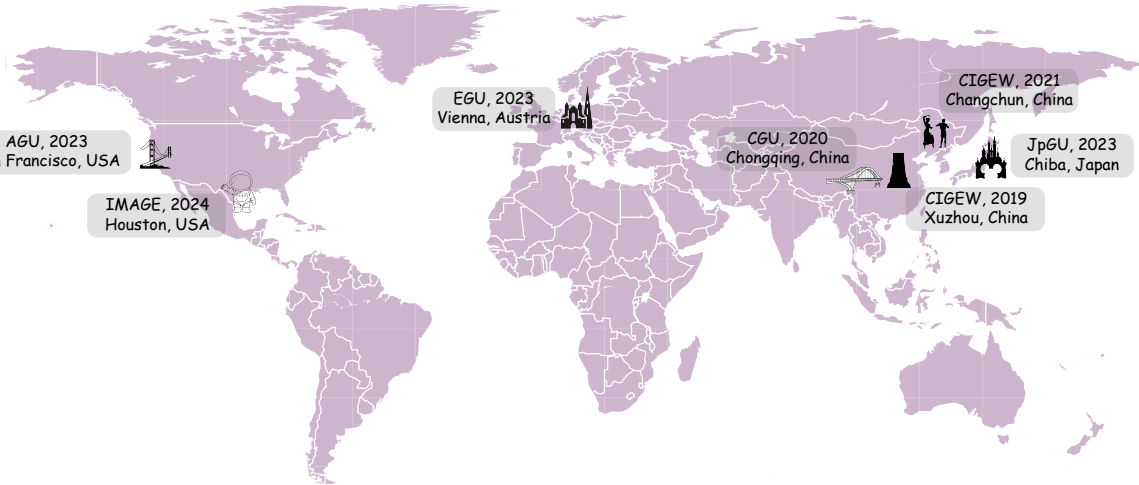 EGU, 2023
Vienna, Austria
CIGEW, 2021
Changchun, China
AGU, 2023
Francisco, USA
CGU, 2020
Chongqing, China
JpGU, 2023
Chiba, Japan
IMAGE, 2024
Houston, USA
CIGEW, 2019
Xuzhou, China